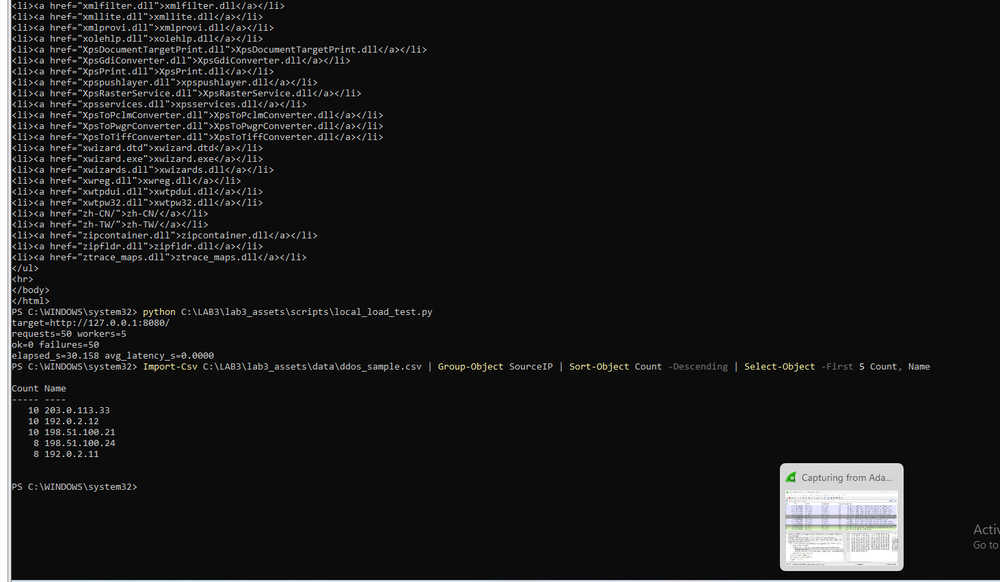 <li><a href="xmlfilter.dll">xmlfilter.dll</a></li>
<li><a href="xmllite.dll">xmllite.dll</a></li>
<li><a href="xmlprovi.dll">xmlprovi.dll</a></li>
<li><a href="xolehlp.dll">xolehlp.dll</a></li>
<li><a href="XpsDocumentTargetPrint.dll">XpsDocumentTargetPrint.dll</a></li>
<li><a href="XpsGdiConverter.dll">XpsGdiConverter.dll</a></li>
<li><a href="XpsPrint.dll">XpsPrint.dll</a></li>
<li><a href="xpspushlayer.dll">xpspushlayer.dll</a></li>
<li><a href="XpsRasterService.dll">XpsRasterService.dll</a></li>
<li><a href="xpsservices.dll">xpsservices.dll</a></li>
<li><a href="XpsToPclmConverter.dll">XpsToPclmConverter.dll</a></li>
<li><a href="XpsToPwgrConverter.dll">XpsToPwgrConverter.dll</a></li>
<li><a href="XpsToTiffConverter.dll">XpsToTiffConverter.dll</a></li>
<li><a href="xwizard.dtd">xwizard.dtd</a></li>
<li><a href="xwizard.exe">xwizard.exe</a></li>
<li><a href="xwizards.dll">xwizards.dll</a></li>
<li><a href="xwreg.dll">xwreg.dll</a></li>
<li><a href="xwtpdui.dll">xwtpdui.dll</a></li>
<li><a href="xwtpw32.dll">xwtpw32.dll</a></li>
<li><a href="zh-CN/">zh-CN/</a></li>
<li><a href="zh-TW/">zh-TW/</a></li>
<li><a href="zipcontainer.dll">zipcontainer.dll</a></li>
<li><a href="zipfldr.dll">zipfldr.dll</a></li>
<li><a href="ztrace_maps.dll">ztrace_maps.dll</a></li>
</ul>
<hr>
</body>
</html>
PS C:\WINDOWS\system32> python C:\LAB3\lab3_assets\scripts\local_load_test.py
target=http://127.0.0.1:8080/
requests=50 workers=5
ok=0 failures=50
elapsed_s=30.158 avg_latency_s=0.0000
PS C:\WINDOWS\system32> Import-Csv C:\LAB3\lab3_assets\data\ddos_sample.csv | Group-Object SourceIP | Sort-Object Count -Descending | Select-Object -First 5 Count, Name
Count Name
----- ----
10 203.0.113.33
10 192.0.2.12
10 198.51.100.21
8 198.51.100.24
8 192.0.2.11
PS C:\WINDOWS\system32>
Capturing from Ada...
Activ
Go to